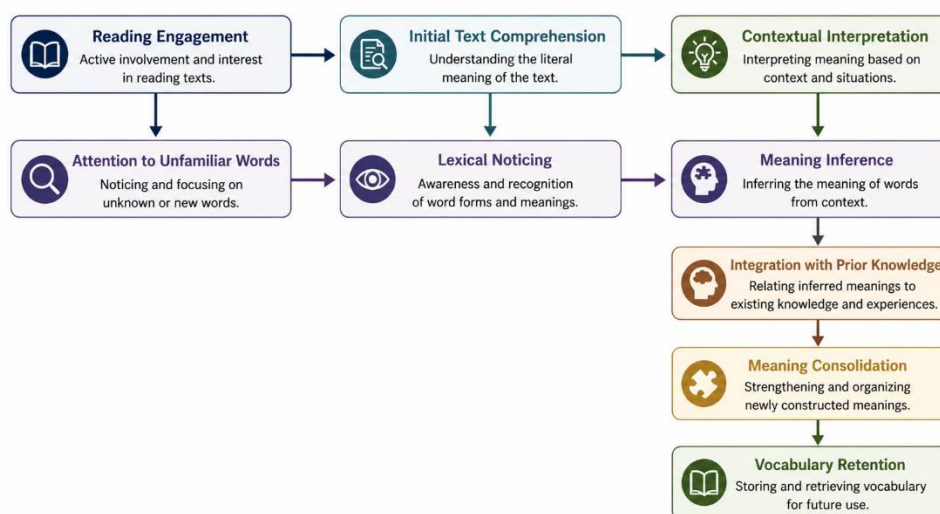 Reading Engagement
Active involvement and interest
in reading texts.
Initial Text Comprehension
Understanding the literal
meaning of the text.
Contextual Interpretation
Interpreting meaning based on
context and situations.
Attention to Unfamiliar Words
Noticing and focusing on
unknown or new words.
Lexical Noticing
Awareness and recognition
of word forms and meanings.
Meaning Inference
Inferring the meaning of words
from context.
Integration with Prior Knowledge
Relating inferred meanings to
existing knowledge and experiences.
Meaning Consolidation
Strengthening and organizing
newly constructed meanings.
Vocabulary Retention
Storing and retrieving vocabulary
for future use.